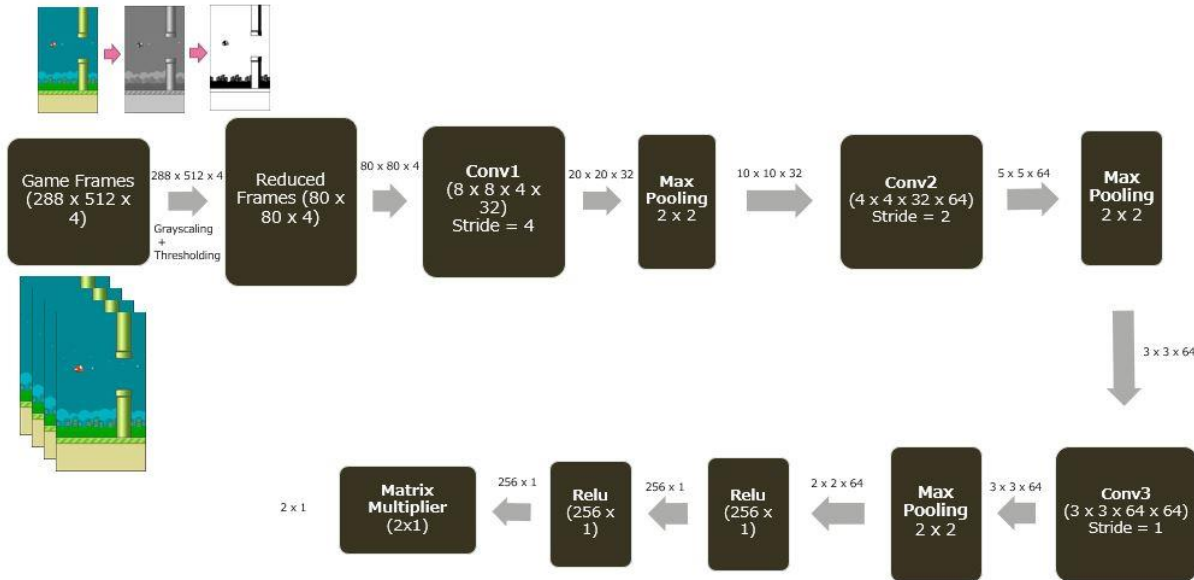 Game Frames
(288 x 512 x
4)
288 x 512 x 4
Grayscaling
+
Thresholding
Reduced
Frames (80 x
80 x 4)
80 x 80 x 4
Conv1
(8 x 8 x 4 x
32)
Stride = 4
20 x 20 x 32
Max
Pooling
2 x 2
10 x 10 x 32
Conv2
(4 x 4 x 32 x 64)
Stride = 2
5 x 5 x 64
Max
Pooling
2 x 2
3 x 3 x 64
Conv3
(3 x 3 x 64 x 64)
Stride = 1
3 x 3 x 64
Max
Pooling
2 x 2
2 x 2 x 64
Relu
(256 x
1)
256 x 1
Relu
(256 x
1)
256 x 1
Matrix
Multiplier
(2x1)
2 x 1